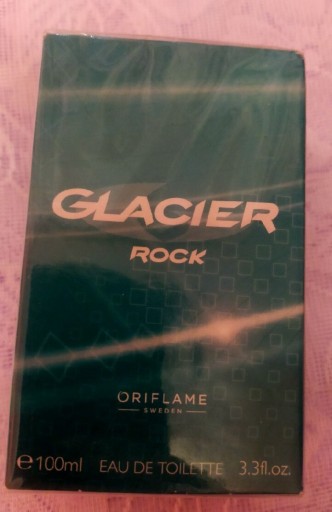 GLACIER
ROCK
ORIFLAME
SWEDEN
℮100ml EAU DE TOILETTE 3.3fl.oz.